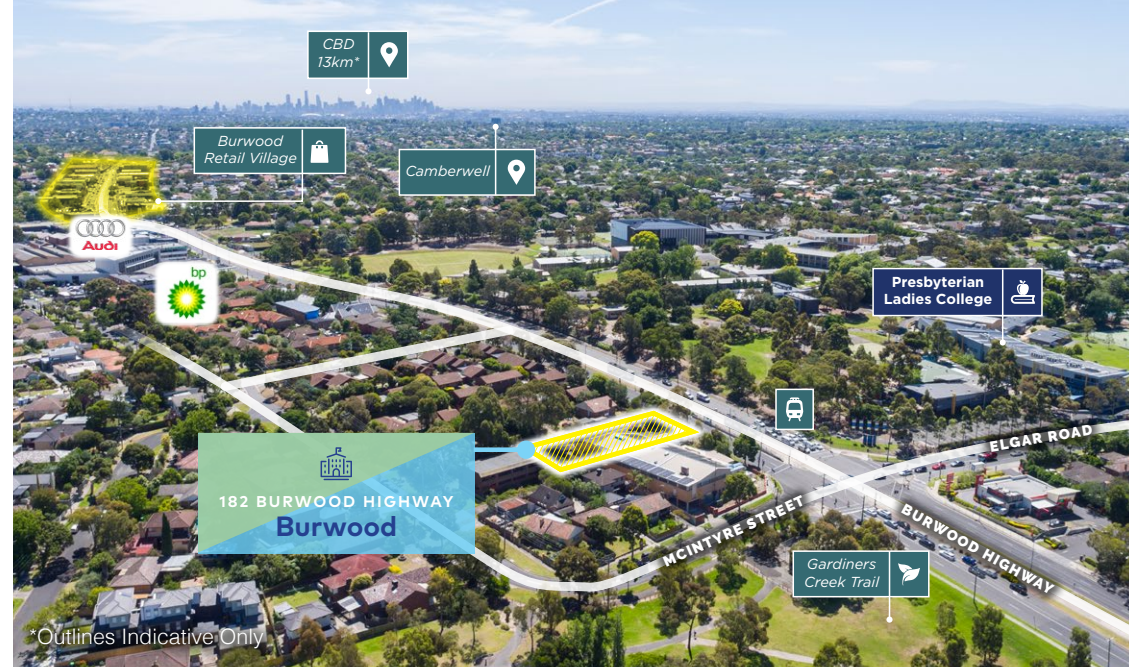 CBD
13km*
Burwood
Retail Village
Camberwell
Audi
bp
Presbyterian
Ladies College
ELGAR ROAD
182 BURWOOD HIGHWAY
Burwood
MCINTYRE STREET
BURWOOD HIGHWAY
Gardiners
Creek Trail
*Outlines Indicative Only